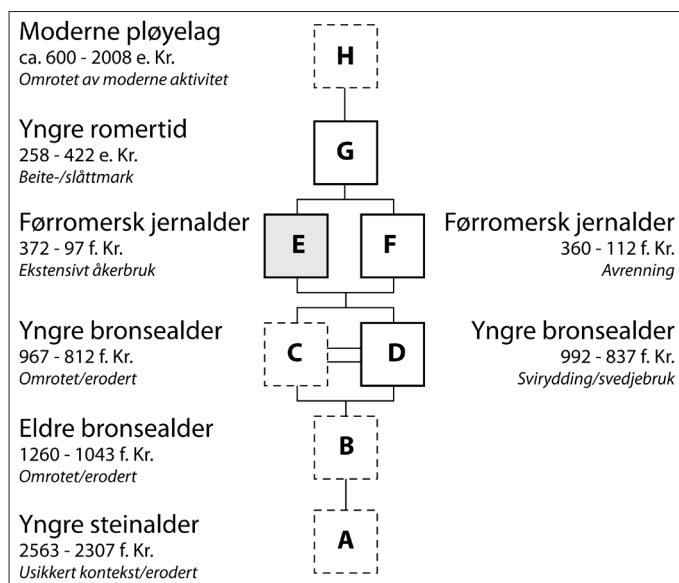 Moderne pløyelag
ca. 600 - 2008 e. Kr.
Omrotet av moderne aktivitet
H
Yngre romertid
258 - 422 e. Kr.
Beite-/slåttmark
G
Førromersk jernalder
372 - 97 f. Kr.
Ekstensivt åkerbruk
E
F
Førromersk jernalder
360 - 112 f. Kr.
Avrenning
Yngre bronsealder
967 - 812 f. Kr.
Omrotet/erodert
C
D
Yngre bronsealder
992 - 837 f. Kr.
Svirydding/svedjebruk
Eldre bronsealder
1260 - 1043 f. Kr.
Omrotet/erodert
B
Yngre steinalder
2563 - 2307 f. Kr.
Usikkert kontekst/erodert
A